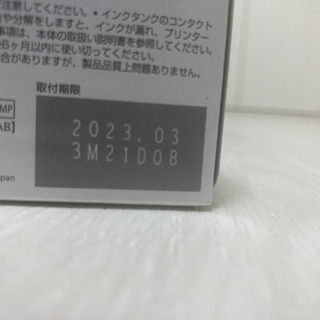 注意してください。・インクタンクのコンタクト
や分解をしますと、インクが漏れ、プリンター
事項は、本体の取扱い説明書を参照してください。
6ヶ月以内に使い切ってください。
合がありますが、製品品質上問題ありません。
取付期限
MP
AB】
2023.03
3M21D08
pan